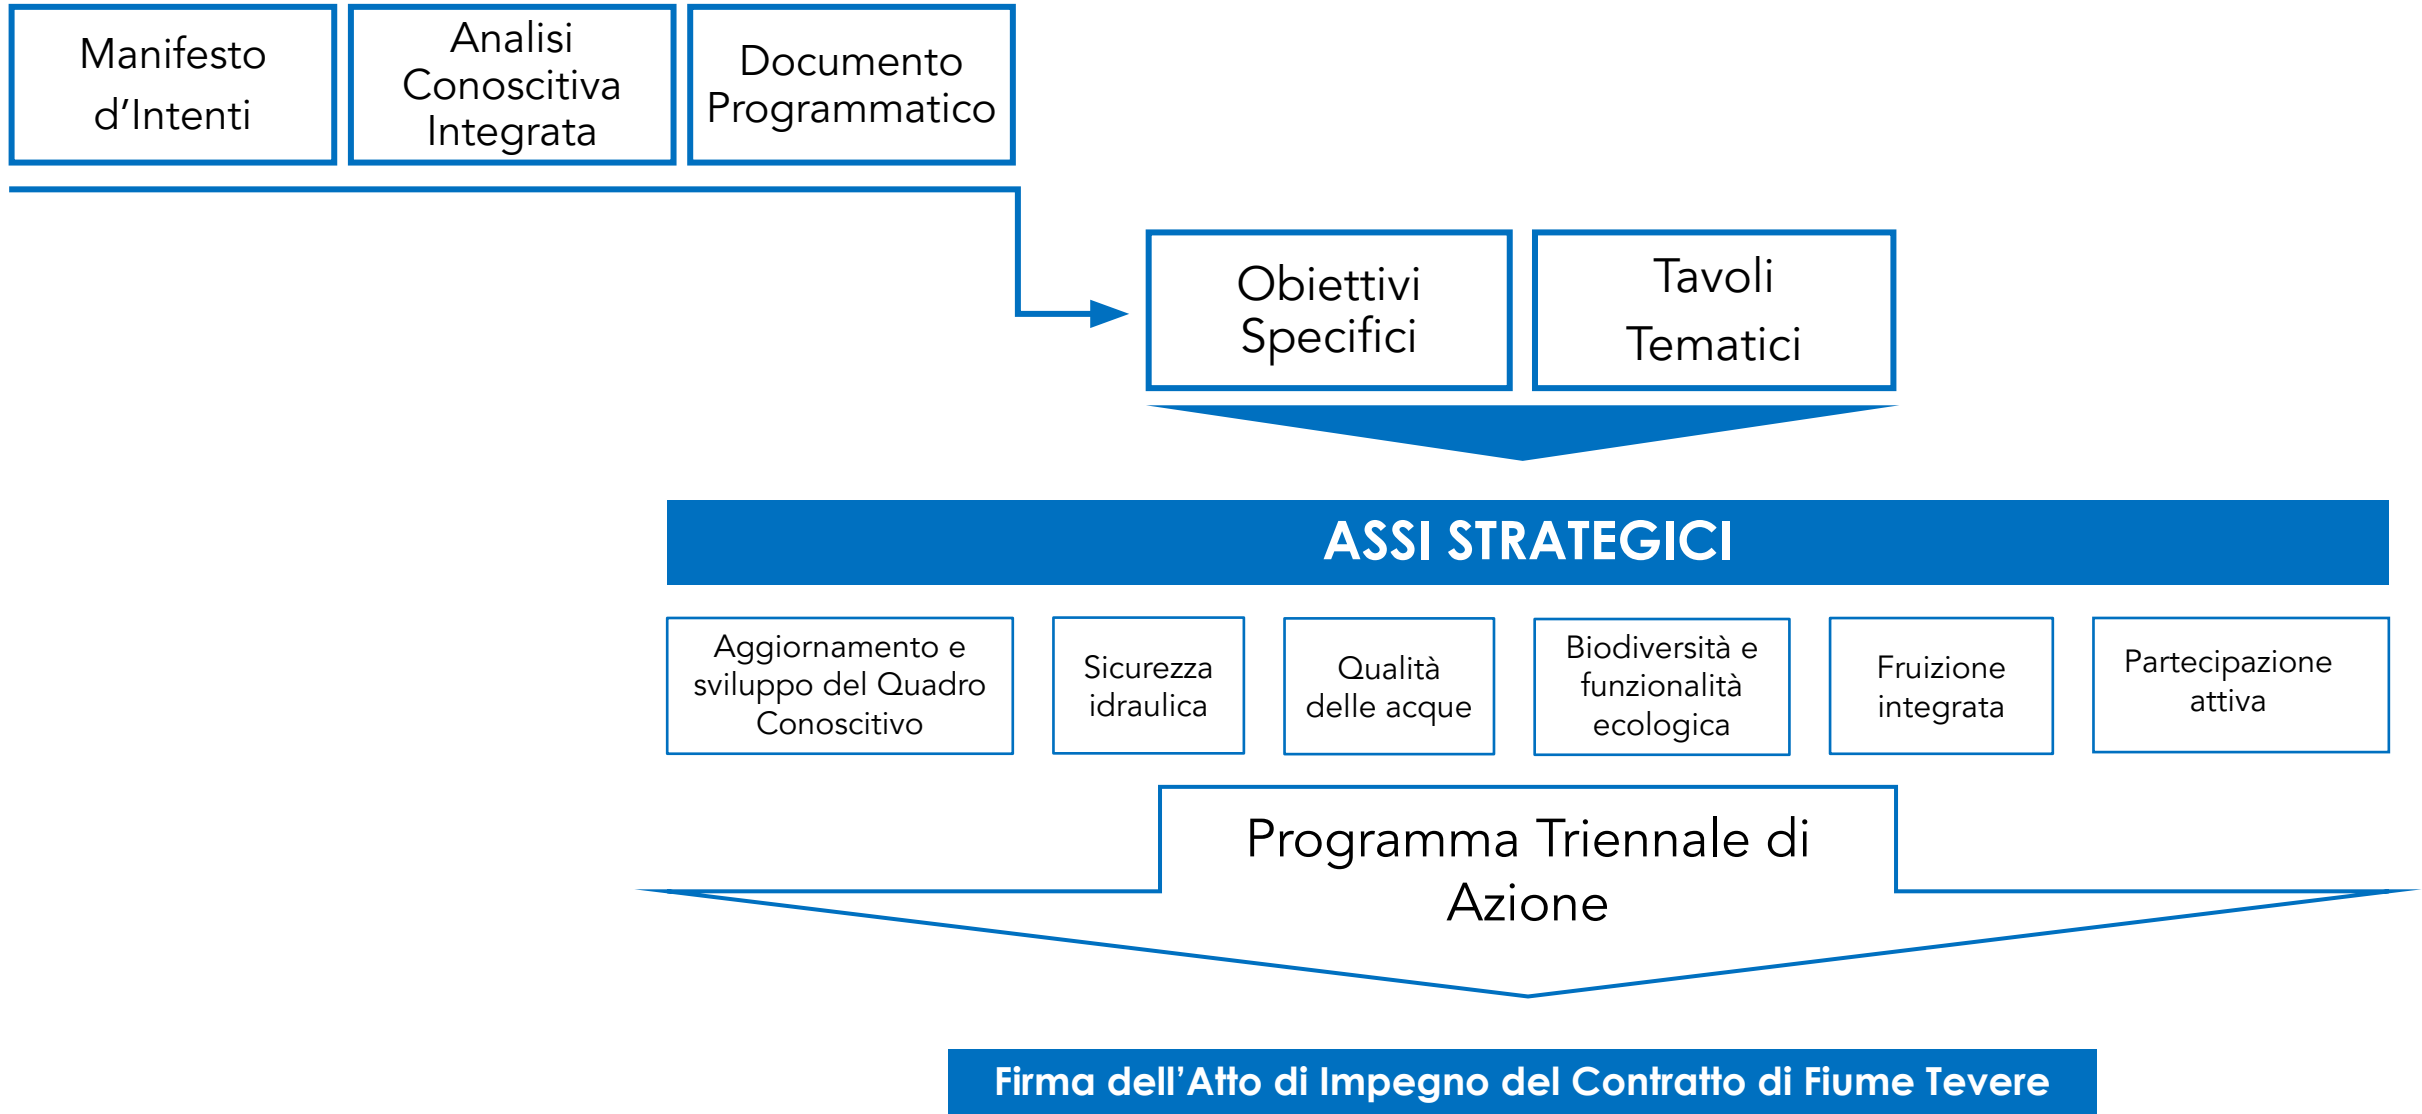 Manifesto
d'Intenti
Analisi
Conoscitiva
Integrata
Documento
Programmatico
Obiettivi
Specifici
Tavoli
Tematici
ASSI STRATEGICI
Aggiornamento e
sviluppo del Quadro
Conoscitivo
Sicurezza
idraulica
Qualità
delle acque
Biodiversità e
funzionalità
ecologica
Fruizione
integrata
Partecipazione
attiva
Programma Triennale di
Azione
Firma dell'Atto di Impegno del Contratto di Fiume Tevere